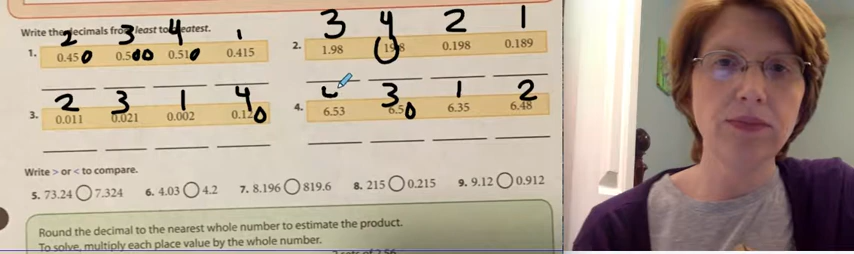 Write the decimals from least to greatest.
2 3 4 1
1. 0.450 0.500 0.510 0.415
3 4 2 1
2. 1.98 19.8 0.198 0.189
2 3 1 4
3. 0.011 0.021 0.002 0.120
3
1 2
4. 6.53 6.50 6.35 6.48
Write > or < to compare.
5. 73.24 7.324 6. 4.03 4.2 7. 8.196 819.6 8. 215 0.215 9. 9.12 0.912
Round the decimal to the nearest whole number to estimate the product.
To solve, multiply each place value by the whole number.